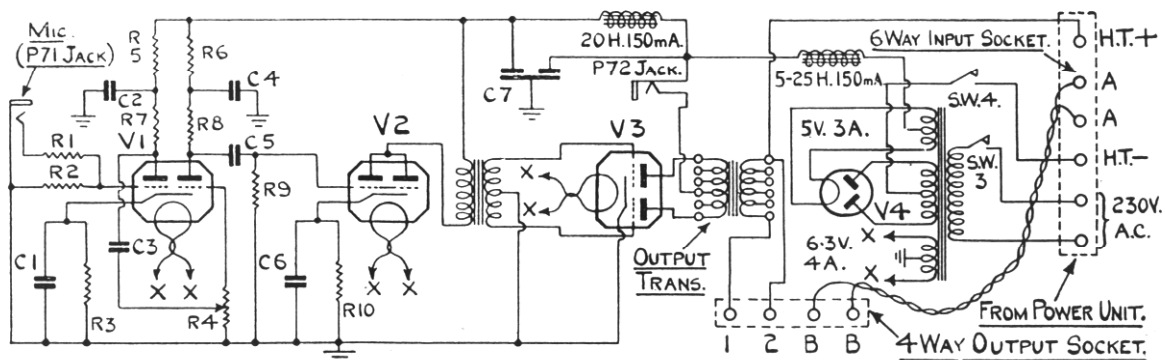 MIC.
(P71 JACK)
R
5
R6
C2
C4
R7
R8
V1
C5
R1
R2
R9
C1
C3
R3
R4
X X
V2
C6
R10
X X
20 H. 150mA.
C7
P72 JACK.
V3
X
X
OUTPUT
TRANS.
5-25 H. 150mA
5V. 3A.
S.W.4.
S.W.
3
V4
X
6·3V.
4A.
X
6 WAY INPUT SOCKET.
H.T.+
A
A
H.T.-
230V.
A.C.
FROM POWER UNIT.
1 2 B B
4 WAY OUTPUT SOCKET.